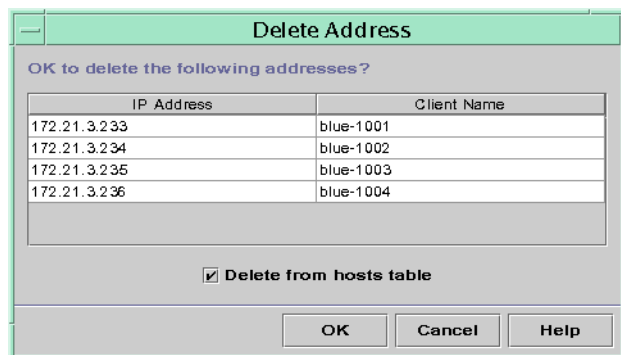 Delete Address
OK to delete the following addresses?
IP Address Client Name
172.21.3.233 blue-1001
172.21.3.234 blue-1002
172.21.3.235 blue-1003
172.21.3.236 blue-1004
Delete from hosts table
OK Cancel Help